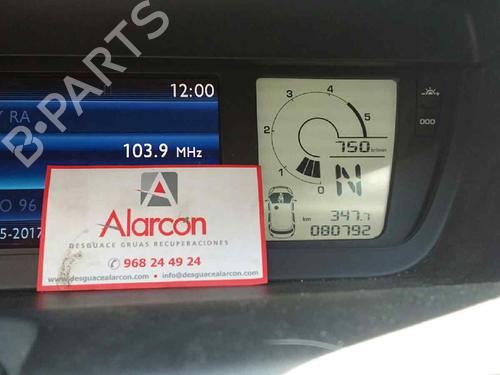 12:00
Y RA
103.9 MHz
O 96
5-2017
A
Alarcon
DESGUACE GRUAS RECUPERACIONES
968 24 49 24
www.desguacealarcon.com • info@desguacealarcon.com
4
3
5
2
750
1
0
N
km 347.7
080792
B-PARTS